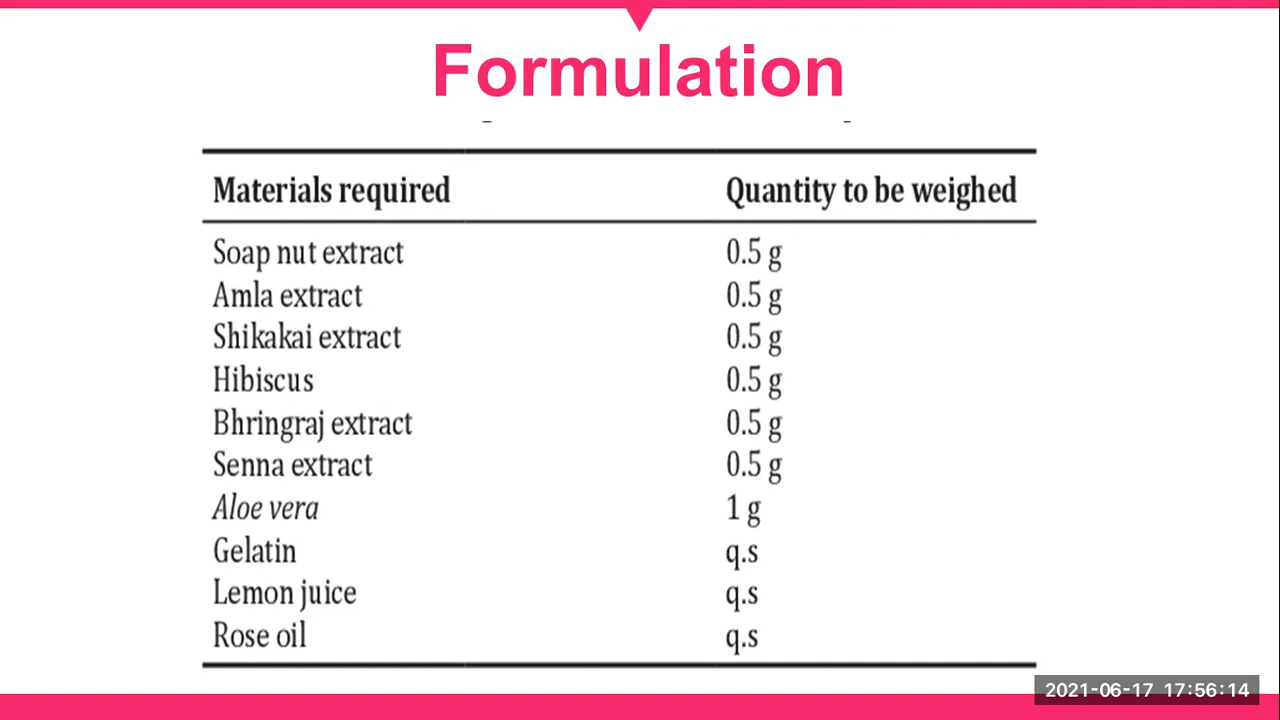 Formulation
Materials required Quantity to be weighed
Soap nut extract 0.5 g
Amla extract 0.5 g
Shikakai extract 0.5 g
Hibiscus 0.5 g
Bhringraj extract 0.5 g
Senna extract 0.5 g
Aloe vera 1 g
Gelatin q.s
Lemon juice q.s
Rose oil q.s
2021-06-17 17:56:14